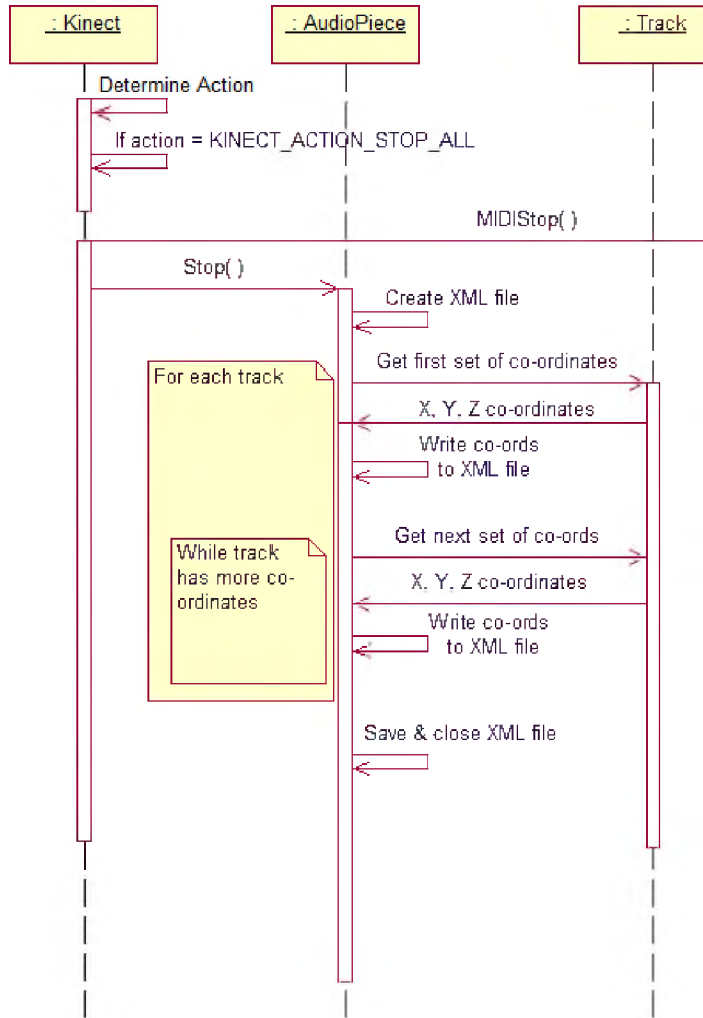 : Kinect
: AudioPiece
: Track
Determine Action
If action = KINECT_ACTION_STOP_ALL
MIDIStop( )
Stop( )
Create XML file
Get first set of co-ordinates
For each track
X, Y, Z co-ordinates
Write co-ords
to XML file
Get next set of co-ords
While track
has more co-
ordinates
X, Y, Z co-ordinates
Write co-ords
to XML file
Save & close XML file